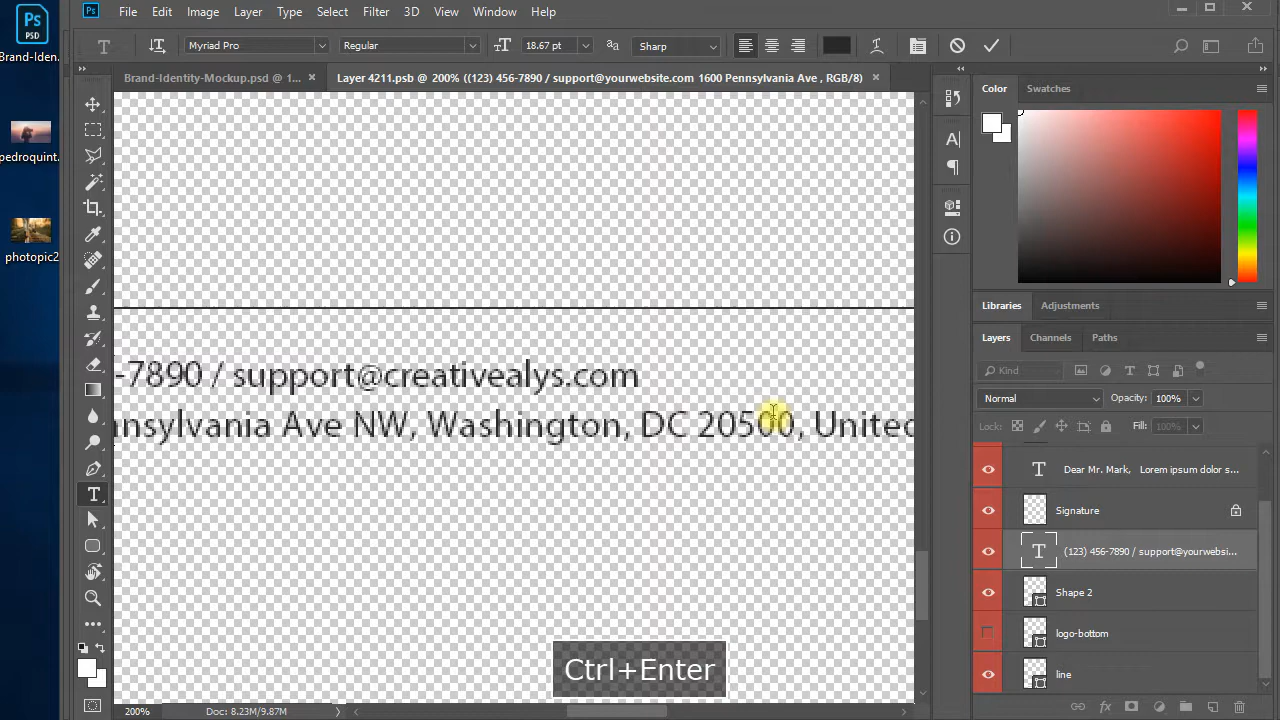 Ps
PSD
Brand-Iden.
pedroquint.
photopic2
Ps File Edit Image Layer Type Select Filter 3D View Window Help
T Myriad Pro Regular 18.67 pt Sharp
Brand-Identity-Mockup.psd @ 1... × Layer 4211.psb @ 200% ((123) 456-7890 / support@yourwebsite.com 1600 Pennsylvania Ave , RGB/8) ×
Color Swatches
-7890 / support@creativealys.com
nnsylvania Ave NW, Washington, DC 20500, United
Libraries Adjustments
Layers Channels Paths
Kind
Normal Opacity: 100%
Lock: Fill: 100%
Dear Mr. Mark, Lorem ipsum dolor s...
Signature
(123) 456-7890 / support@yourwebsi...
Shape 2
logo-bottom
line
Ctrl+Enter
200% Doc: 8.23M/9.87M